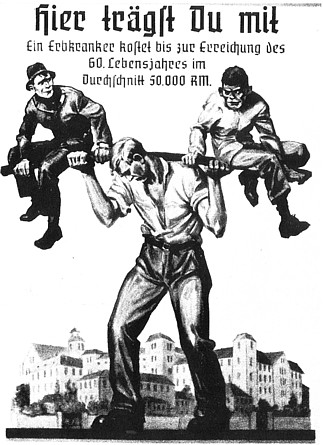 Hier trägst Du mit
Ein Erbkranker kostet bis zur Erreichung des
60. Lebensjahres im
Durchschnitt 50.000 RM.